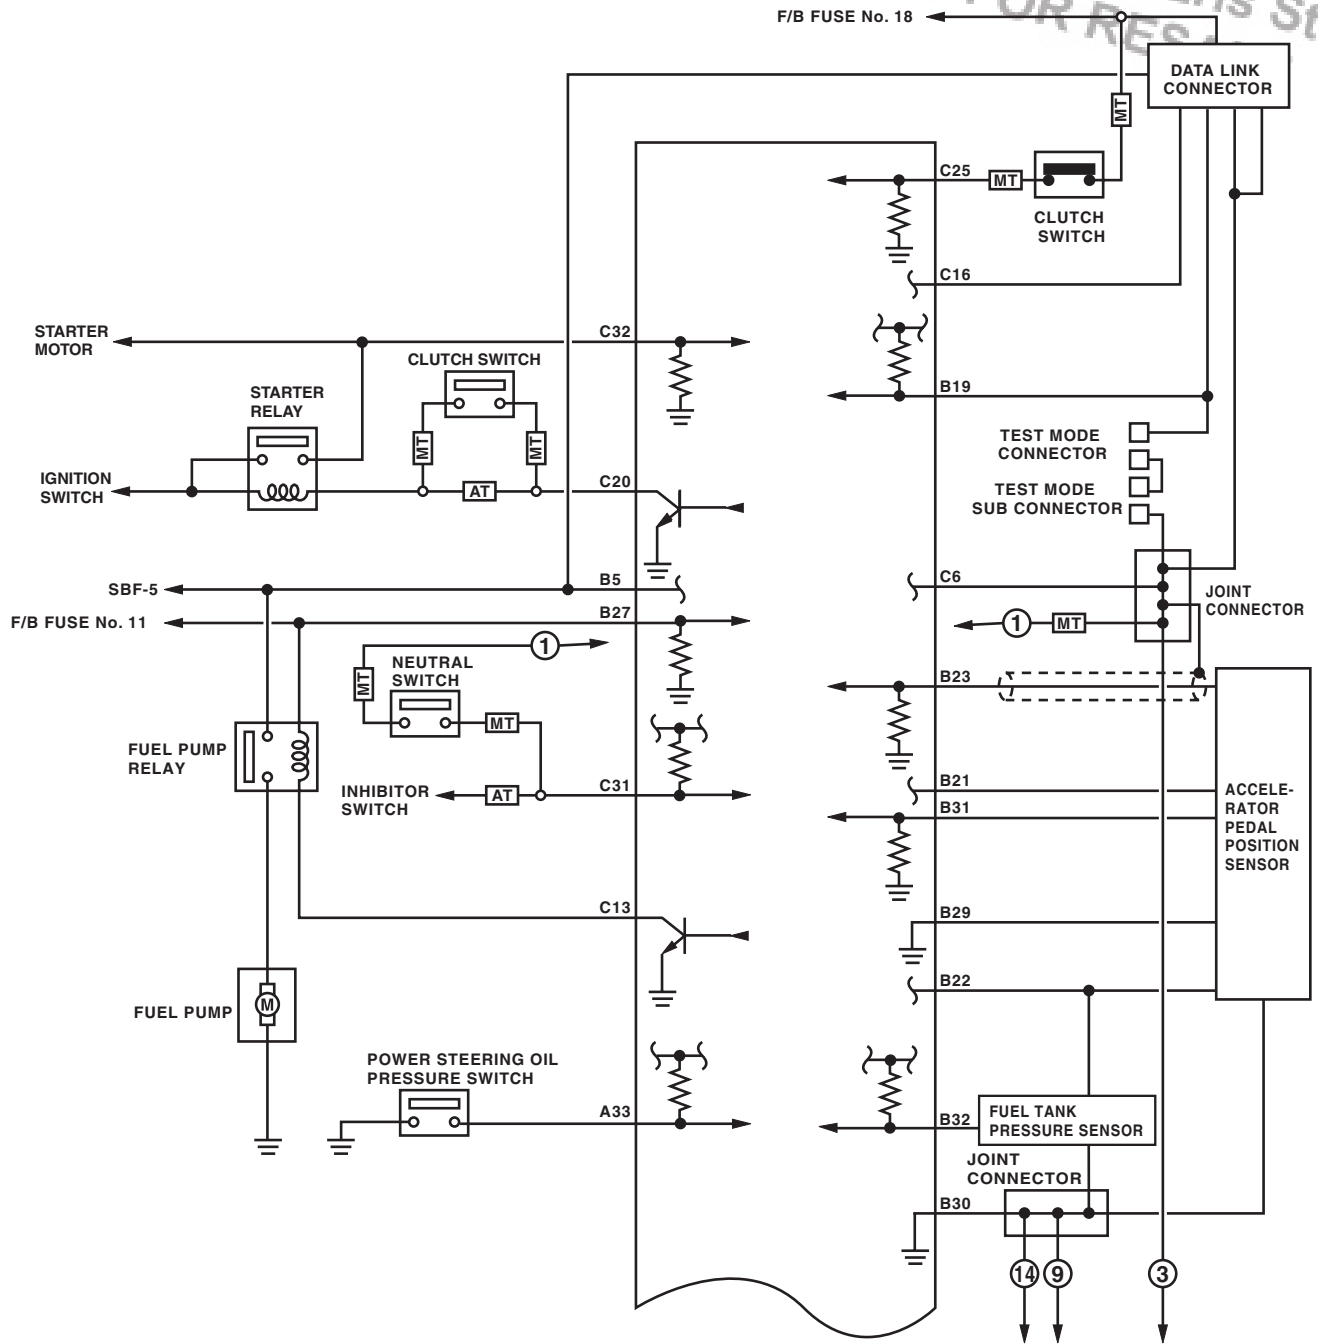 F/B FUSE No. 18
DATA LINK
CONNECTOR
MT
C25
MT
CLUTCH
SWITCH
C16
STARTER
MOTOR
C32
CLUTCH SWITCH
STARTER
RELAY
MT
MT
B19
TEST MODE
CONNECTOR
IGNITION
SWITCH
AT
C20
TEST MODE
SUB CONNECTOR
SBF-5
B5
C6
JOINT
CONNECTOR
F/B FUSE No. 11
B27
1
MT
1
MT
NEUTRAL
SWITCH
MT
B23
FUEL PUMP
RELAY
INHIBITOR
SWITCH
AT
C31
B21
B31
ACCELE-
RATOR
PEDAL
POSITION
SENSOR
C13
B29
B22
FUEL PUMP
M
POWER STEERING OIL
PRESSURE SWITCH
A33
B32
FUEL TANK
PRESSURE SENSOR
JOINT
CONNECTOR
B30
14
9
3